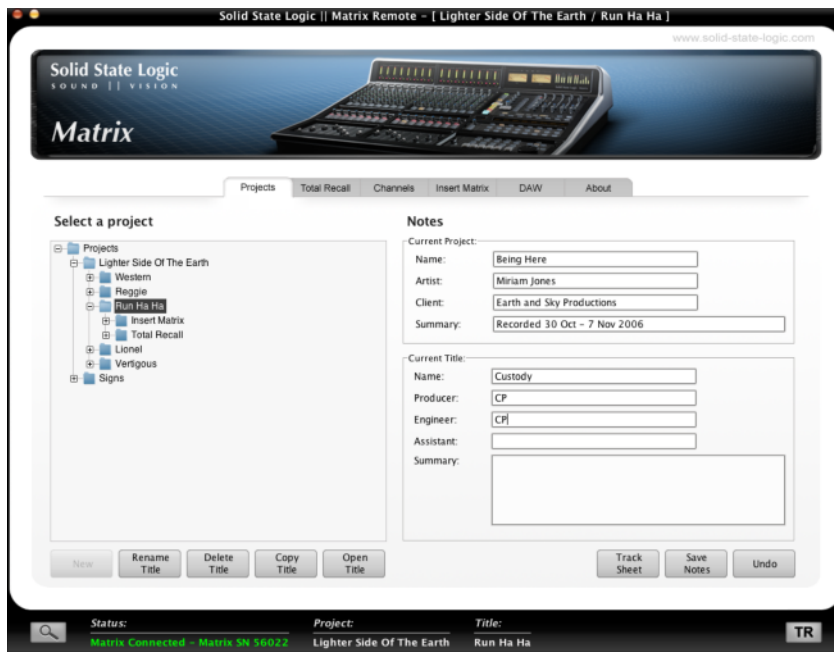 Solid State Logic || Matrix Remote – [ Lighter Side Of The Earth / Run Ha Ha ]
www.solid-state-logic.com
Solid State Logic
SOUND || VISION
Matrix
Projects Total Recall Channels Insert Matrix DAW About
Select a project
Projects
Lighter Side Of The Earth
Western
Reggie
Run Ha Ha
Insert Matrix
Total Recall
Lionel
Vertigous
Signs
New
Rename Title
Delete Title
Copy Title
Open Title
Notes
Current Project:
Name: Being Here
Artist: Miriam Jones
Client: Earth and Sky Productions
Summary: Recorded 30 Oct – 7 Nov 2006
Current Title:
Name: Custody
Producer: CP
Engineer: CP
Assistant:
Summary:
Track Sheet
Save Notes
Undo
Status: Project: Title:
Matrix Connected – Matrix SN 56022 Lighter Side Of The Earth Run Ha Ha
TR